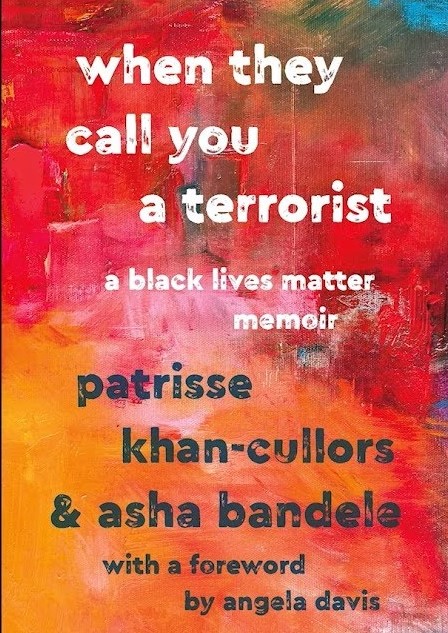 when they
call you
a terrorist
a black lives matter
memoir
patrisse
khan-cullors
& asha bandele
with a foreword
by angela davis